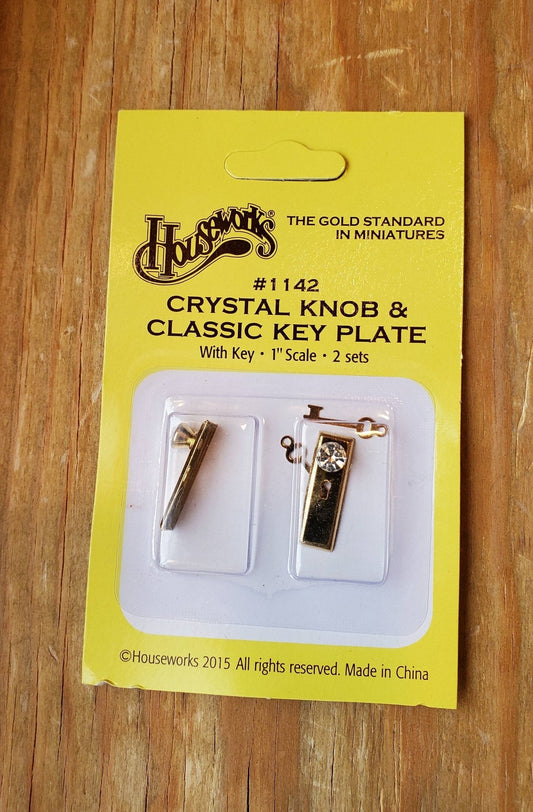 Houseworks®
THE GOLD STANDARD
IN MINIATURES
#1142
CRYSTAL KNOB &
CLASSIC KEY PLATE
With Key • 1" Scale • 2 sets
©Houseworks 2015 All rights reserved. Made in China